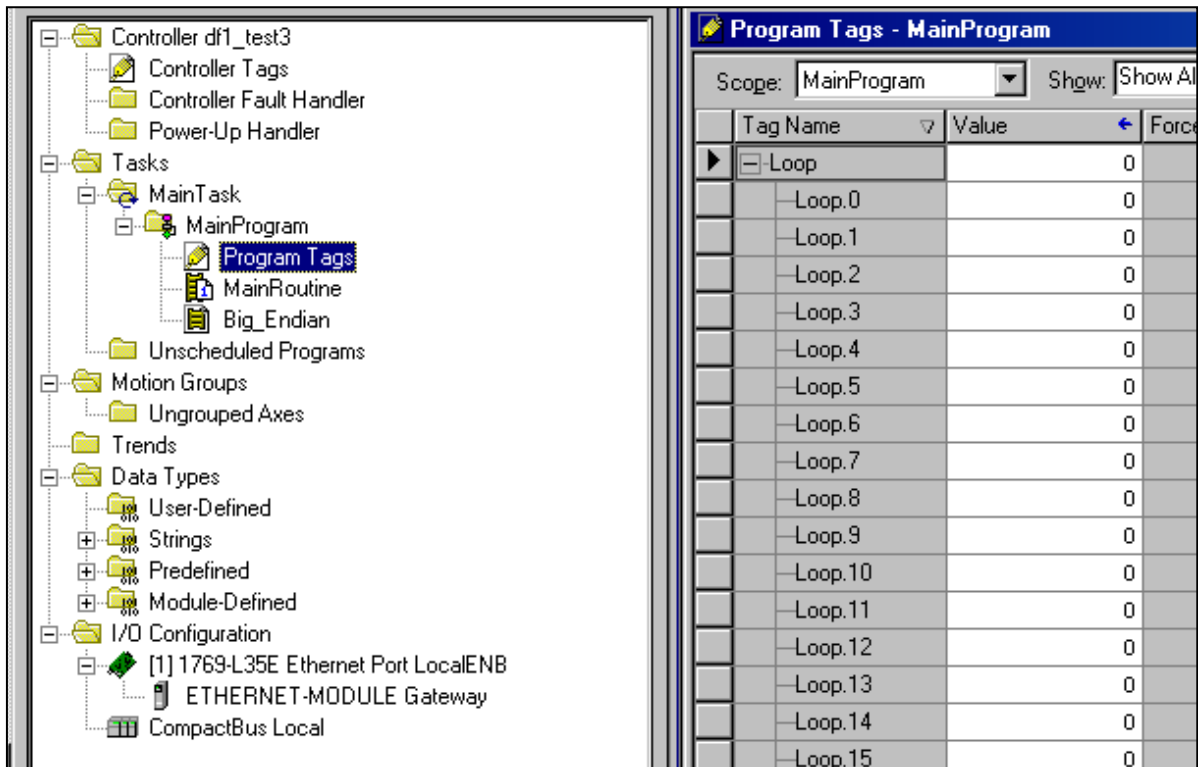 Controller df1_test3
Controller Tags
Controller Fault Handler
Power-Up Handler
Tasks
MainTask
MainProgram
Program Tags
MainRoutine
Big_Endian
Unscheduled Programs
Motion Groups
Ungrouped Axes
Trends
Data Types
User-Defined
Strings
Predefined
Module-Defined
I/O Configuration
[1] 1769-L35E Ethernet Port LocalENB
ETHERNET-MODULE Gateway
CompactBus Local
Program Tags - MainProgram
Scope: MainProgram Show: Show Al
Tag Name Value Force
Loop 0
Loop.0 0
Loop.1 0
Loop.2 0
Loop.3 0
Loop.4 0
Loop.5 0
Loop.6 0
Loop.7 0
Loop.8 0
Loop.9 0
Loop.10 0
Loop.11 0
Loop.12 0
Loop.13 0
Loop.14 0
Loop.15 0